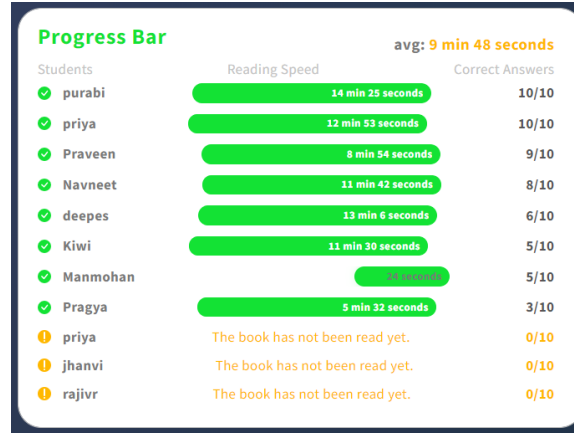 Progress Bar
avg: 9 min 48 seconds
Students Reading Speed Correct Answers
purabi 14 min 25 seconds 10/10
priya 12 min 53 seconds 10/10
Praveen 8 min 54 seconds 9/10
Navneet 11 min 42 seconds 8/10
deepes 13 min 6 seconds 6/10
Kiwi 11 min 30 seconds 5/10
Manmohan 24 seconds 5/10
Pragya 5 min 32 seconds 3/10
priya The book has not been read yet. 0/10
jhanvi The book has not been read yet. 0/10
rajivr The book has not been read yet. 0/10